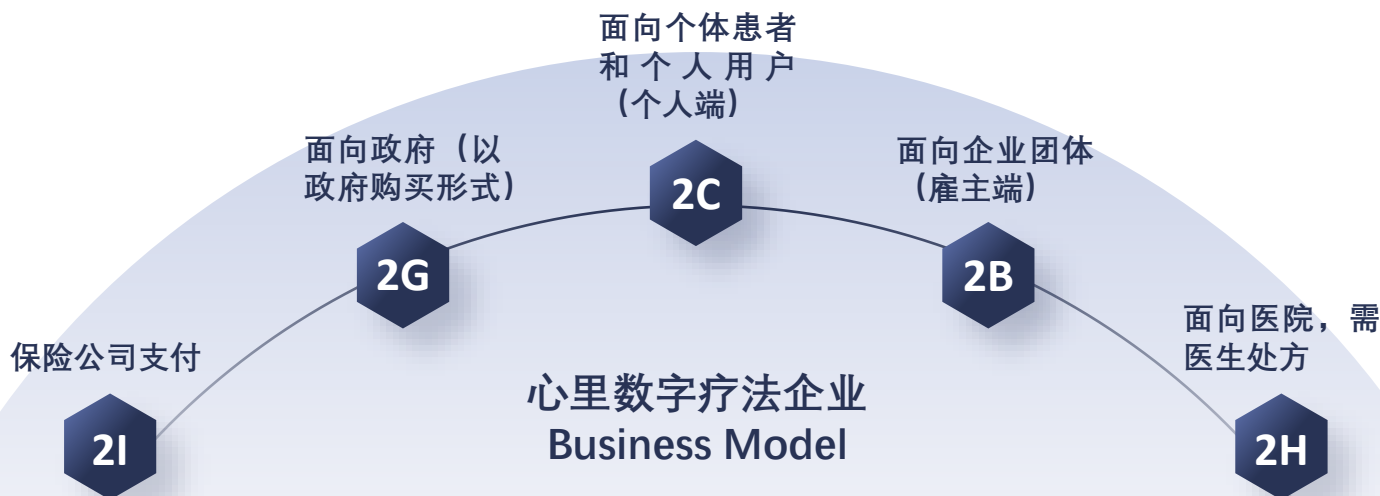 面向个体患者
和个人用户
（个人端）
2C
面向政府（以
政府购买形式）
2G
面向企业团体
（雇主端）
2B
保险公司支付
2I
面向医院，需
医生处方
2H
心里数字疗法企业
Business Model